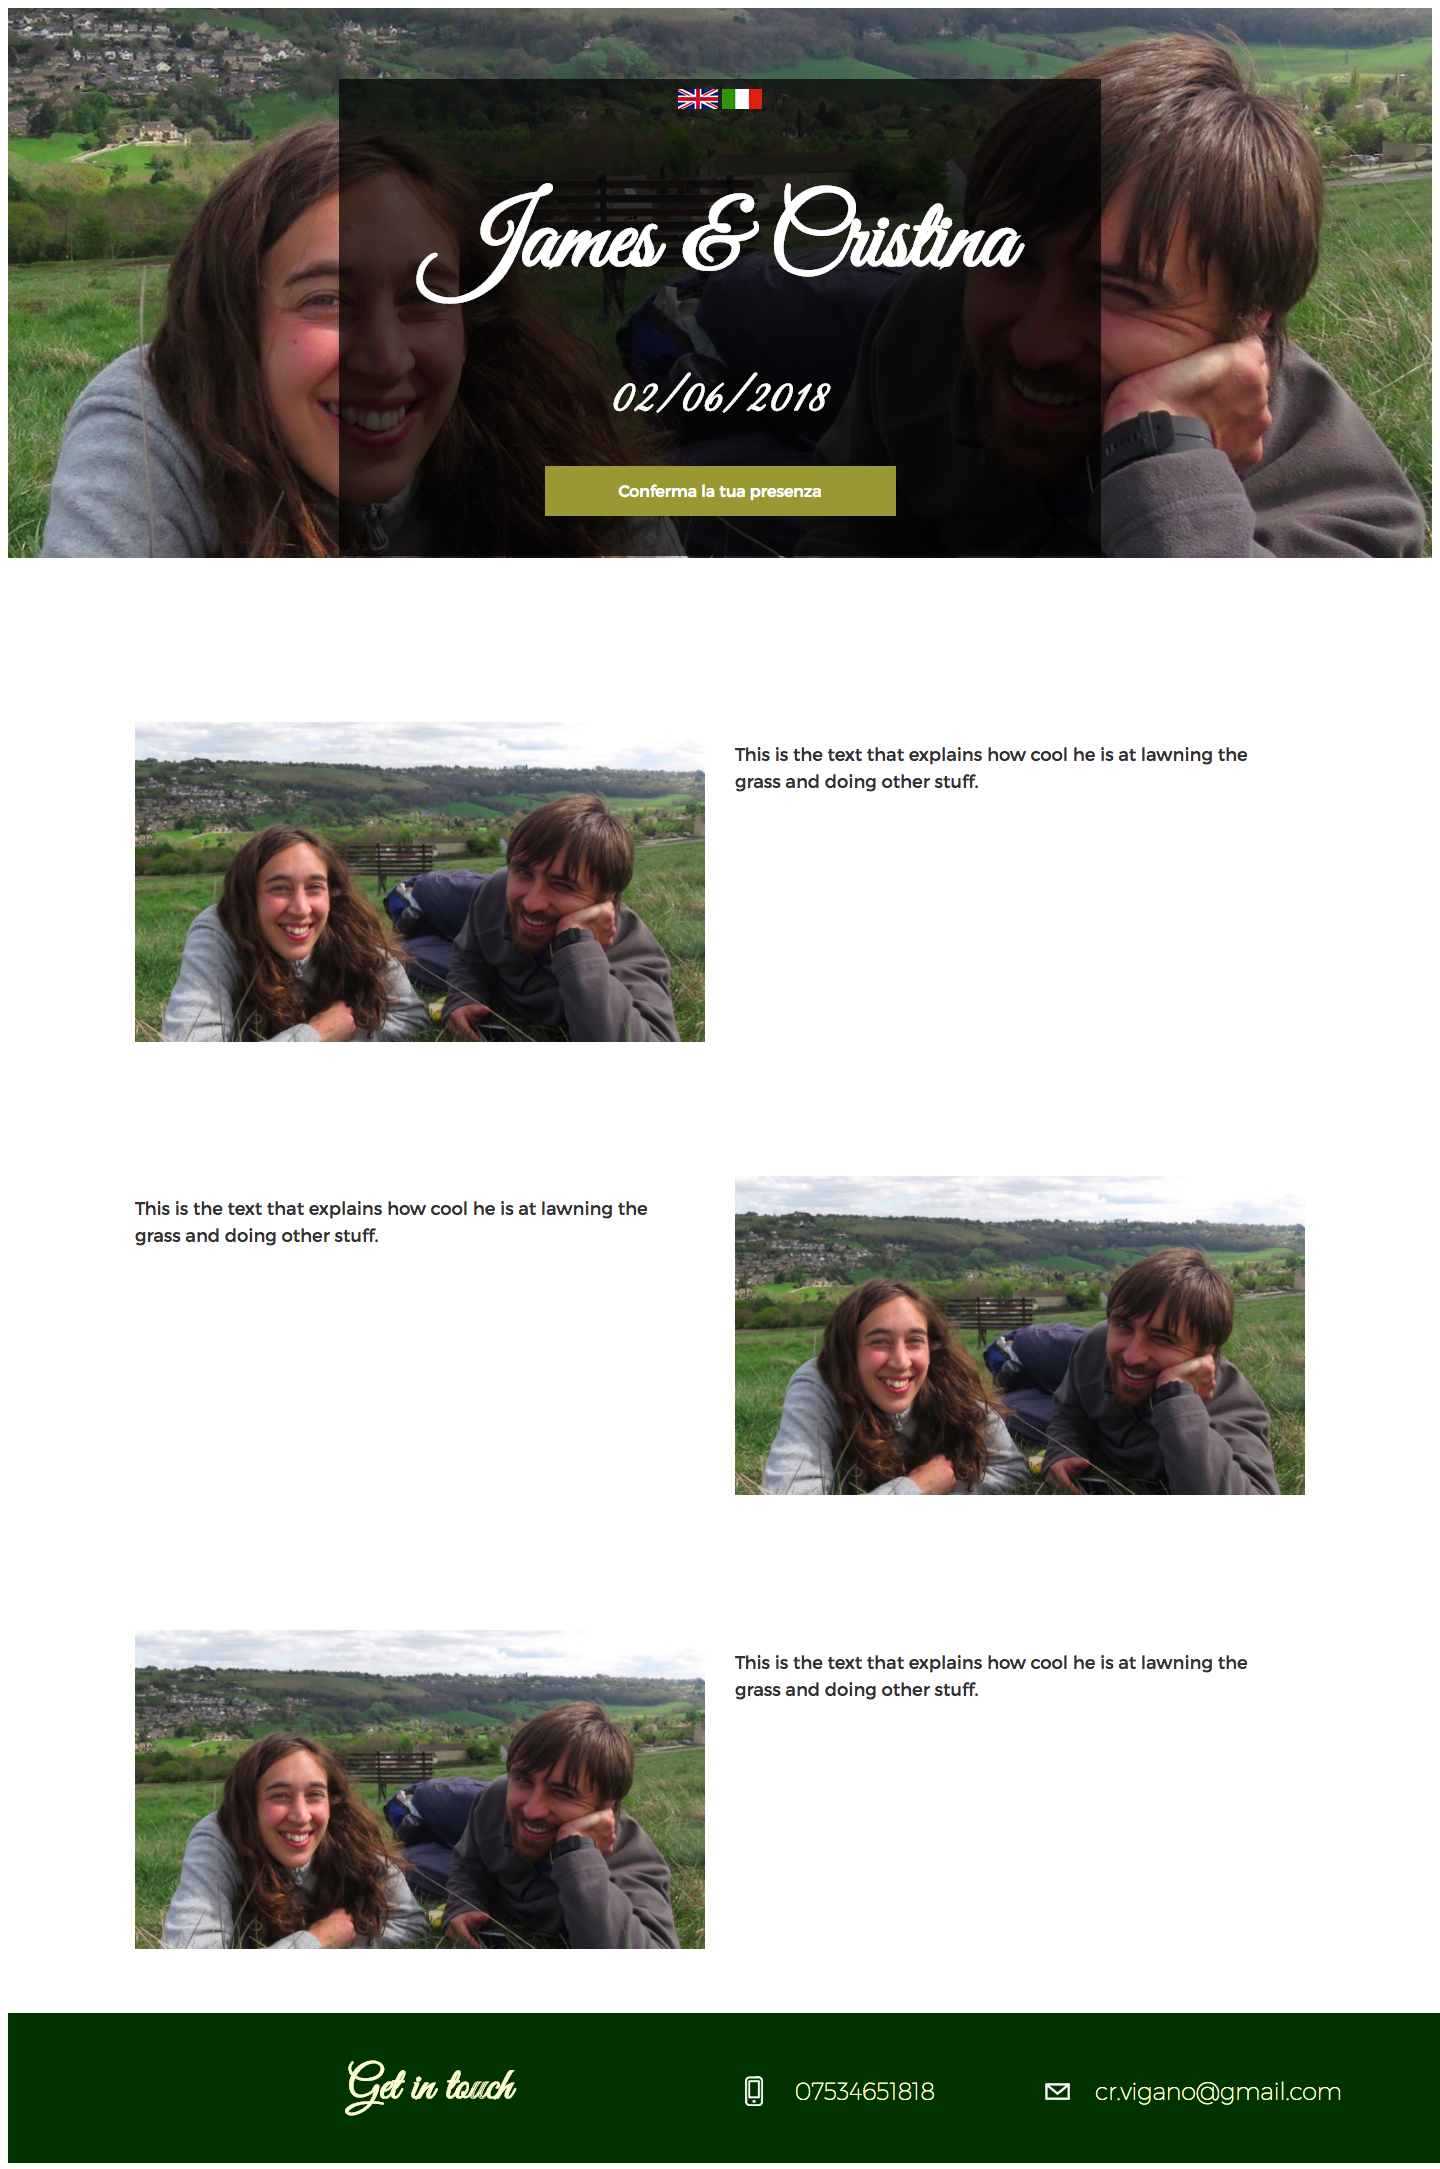 James & Cristina
02/06/2018
Conferma la tua presenza
This is the text that explains how cool he is at lawning the
grass and doing other stuff.
This is the text that explains how cool he is at lawning the
grass and doing other stuff.
This is the text that explains how cool he is at lawning the
grass and doing other stuff.
Get in touch
07534651818
cr.vigano@gmail.com